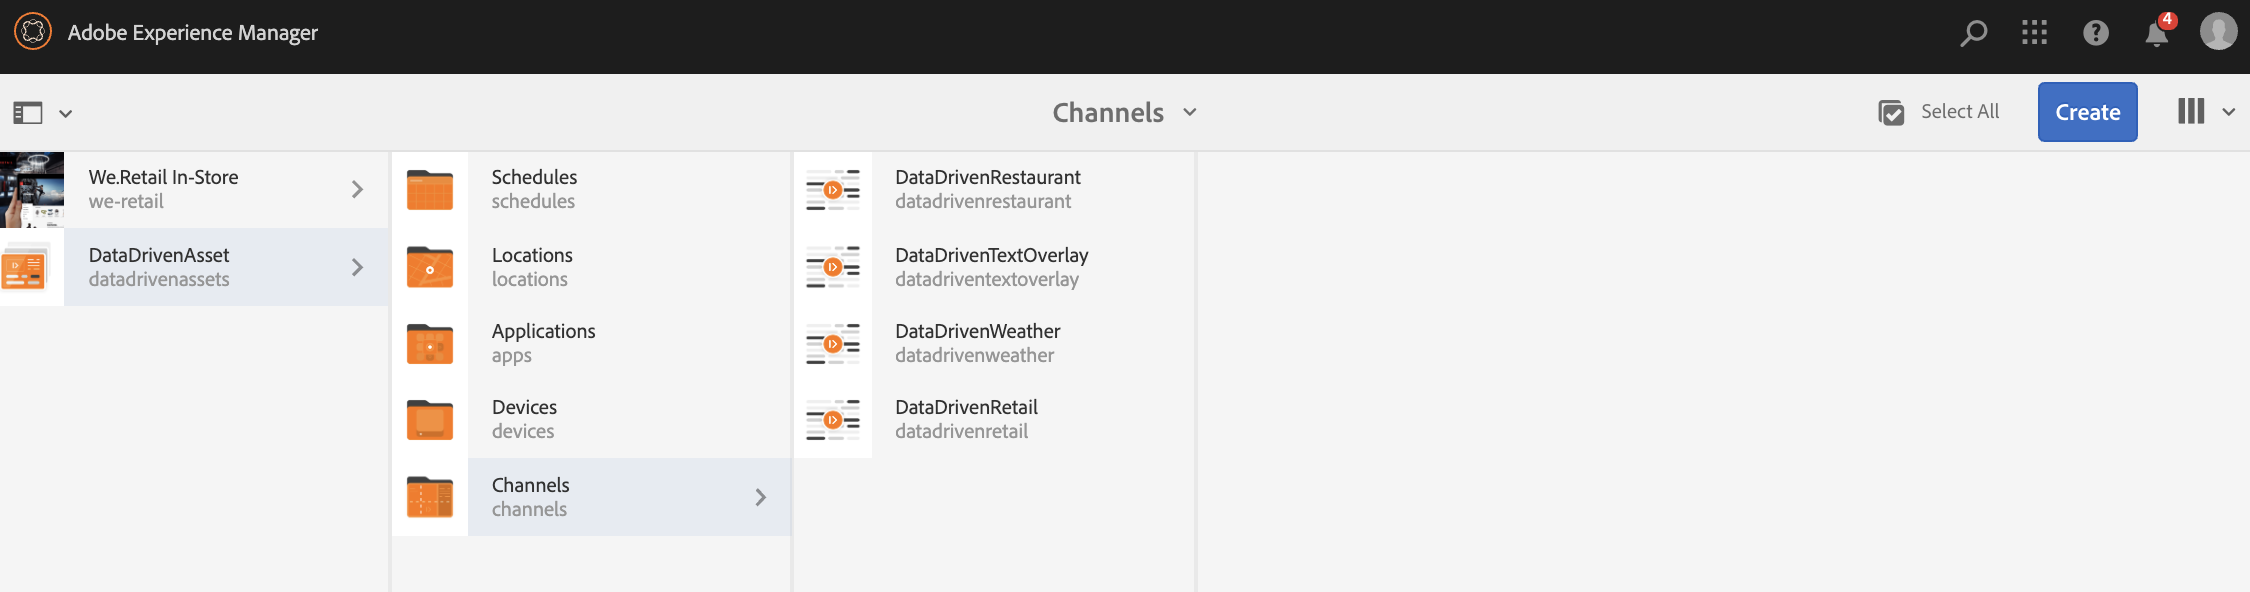 Adobe Experience Manager
4
Channels
Select All
Create
We.Retail In-Store
we-retail
DataDrivenAsset
datadrivenassets
Schedules
schedules
Locations
locations
Applications
apps
Devices
devices
Channels
channels
DataDrivenRestaurant
datadrivenrestaurant
DataDrivenTextOverlay
datadriventextoverlay
DataDrivenWeather
datadrivenweather
DataDrivenRetail
datadrivenretail